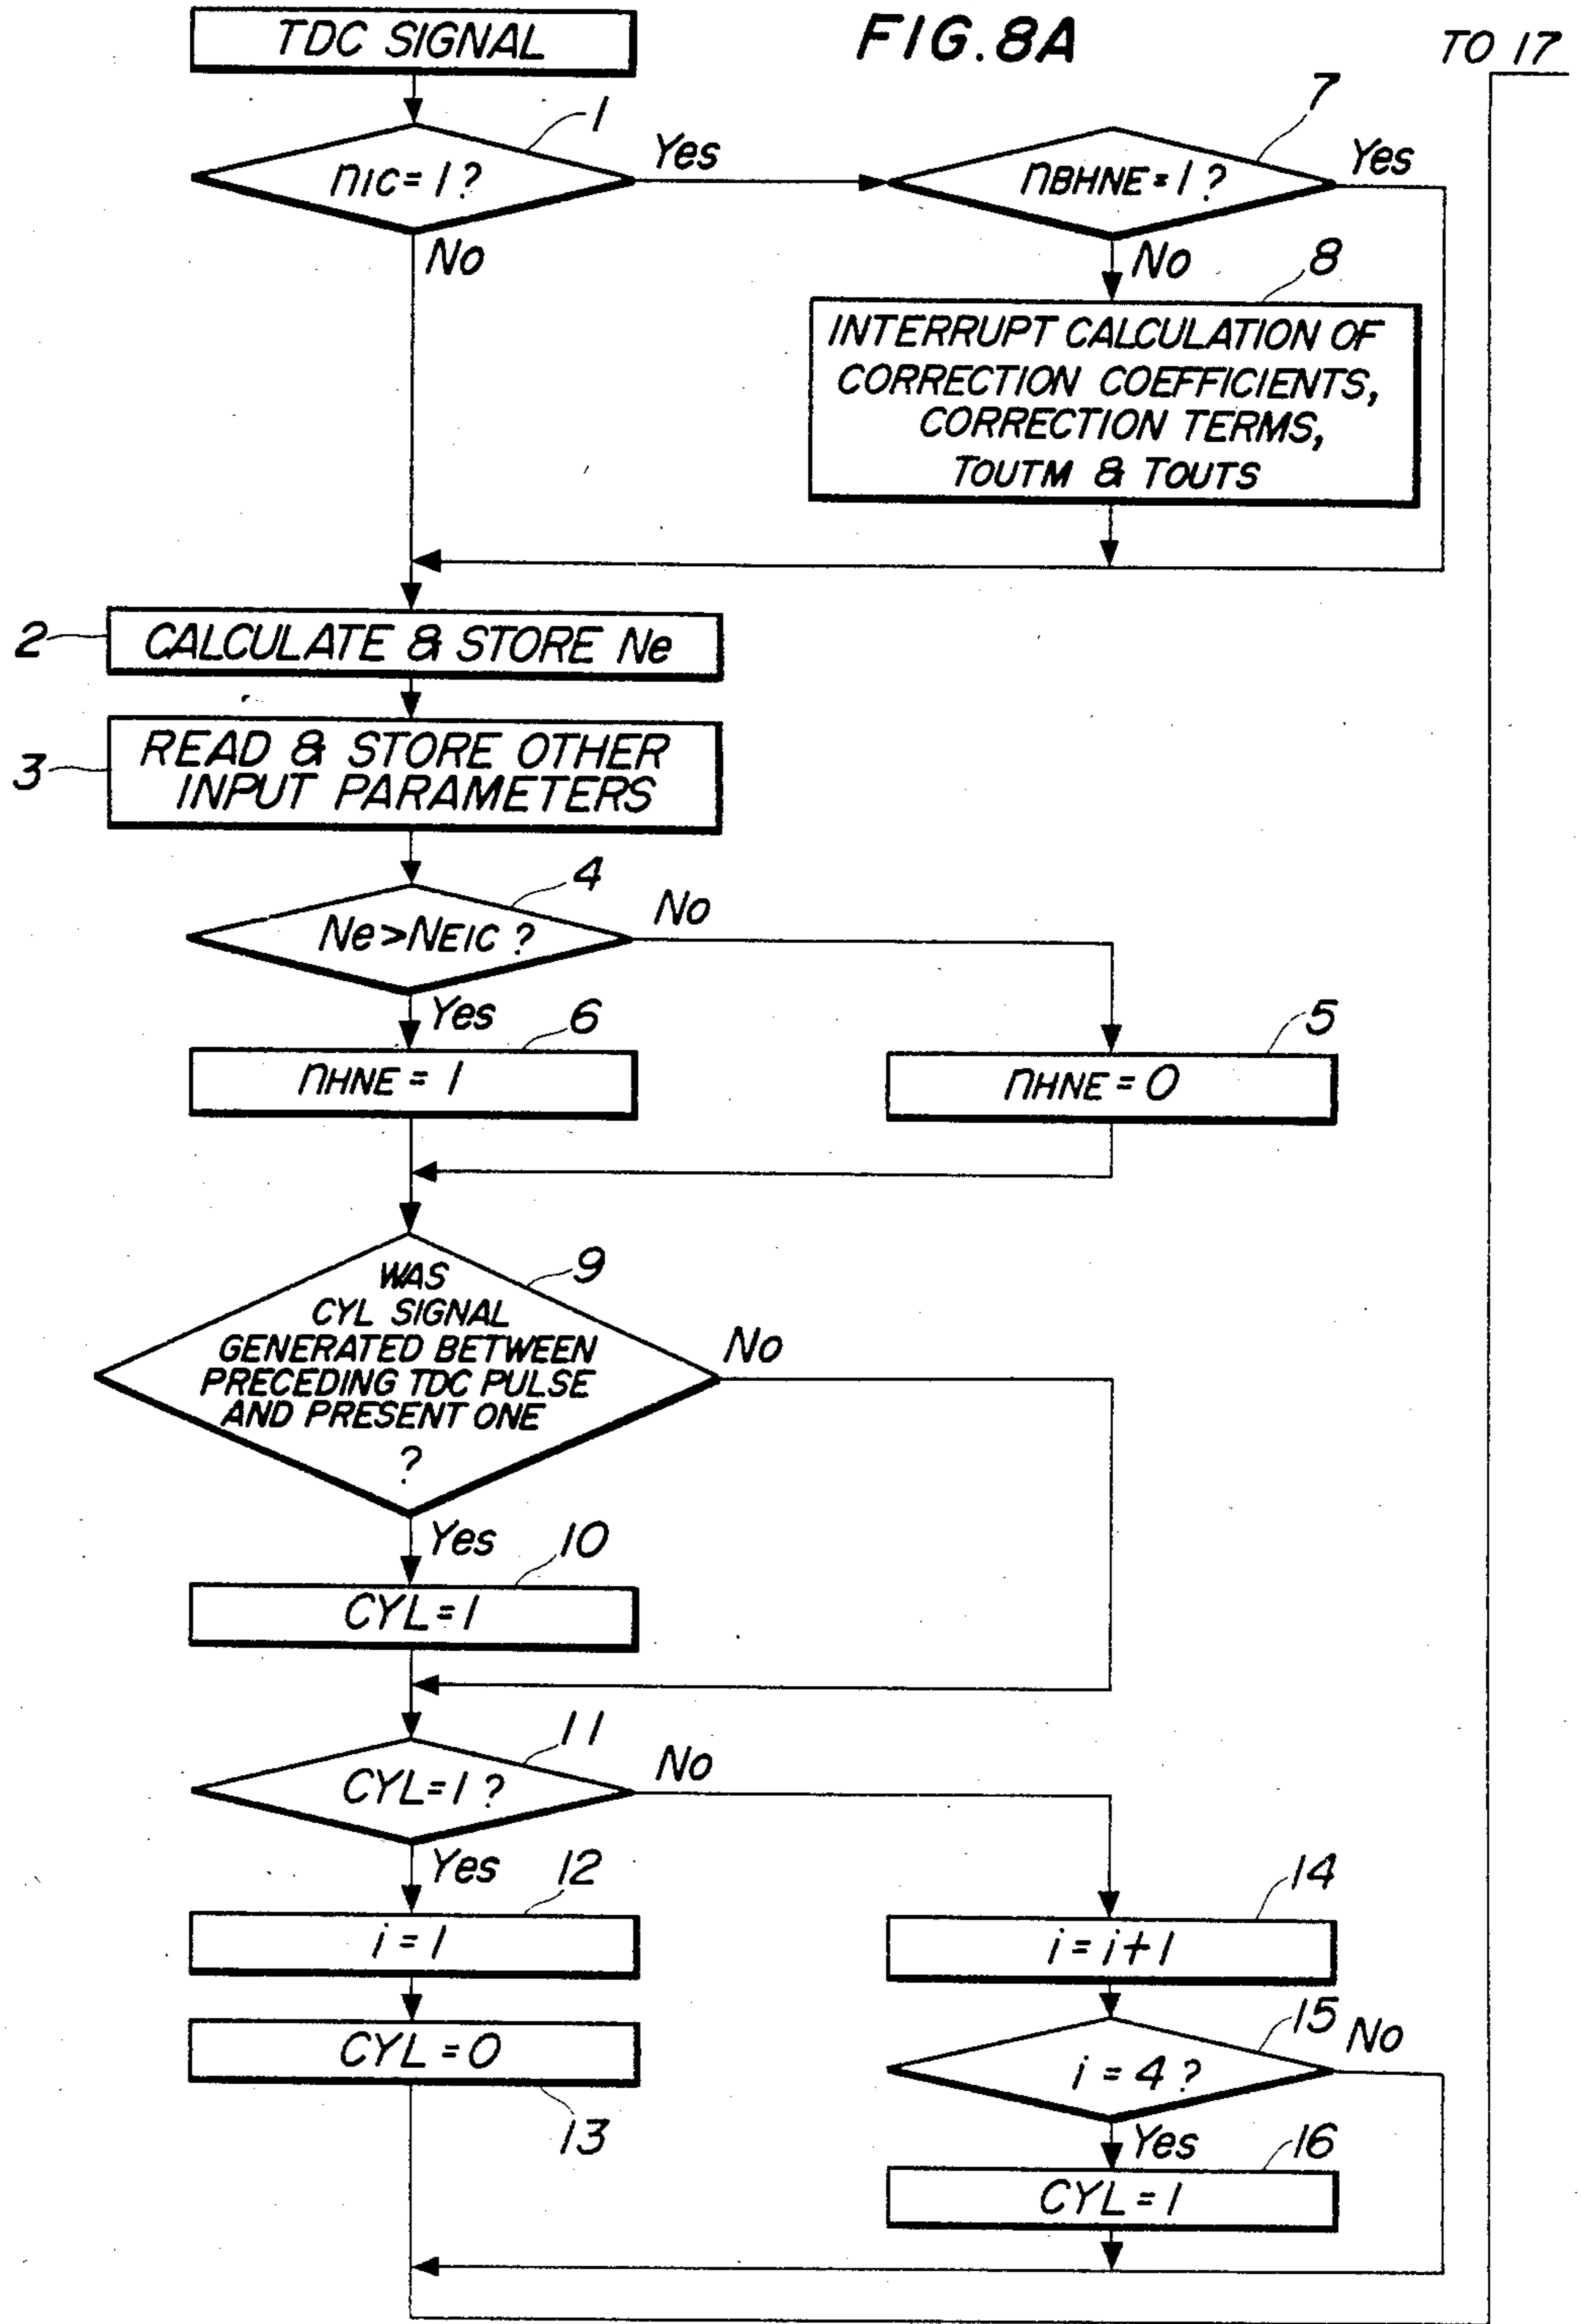 FIG. 8A
TO 17
TDC SIGNAL
1
nIC = 1 ?
Yes
No
7
nBHNE = 1 ?
Yes
No
8
INTERRUPT CALCULATION OF
CORRECTION COEFFICIENTS,
CORRECTION TERMS,
TOUTM & TOUTS
2
CALCULATE & STORE Ne
3
READ & STORE OTHER
INPUT PARAMETERS
4
Ne > NEIC ?
No
Yes
6
nHNE = 1
5
nHNE = 0
9
WAS
CYL SIGNAL
GENERATED BETWEEN
PRECEDING TDC PULSE
AND PRESENT ONE
?
No
Yes
10
CYL = 1
11
CYL = 1 ?
No
Yes
12
i = 1
CYL = 0
13
14
i = i + 1
15
No
i = 4 ?
Yes
16
CYL = 1